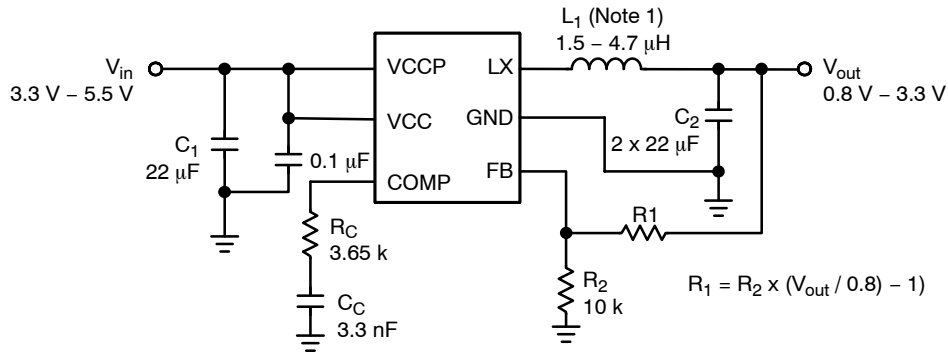 L1 (Note 1)
1.5 – 4.7 μH
Vin
3.3 V – 5.5 V
VCCP
LX
Vout
0.8 V – 3.3 V
VCC
GND
C1
22 μF
0.1 μF
C2
2 x 22 μF
COMP
FB
RC
3.65 k
R1
R2
10 k
R1 = R2 x (Vout / 0.8) – 1)
CC
3.3 nF